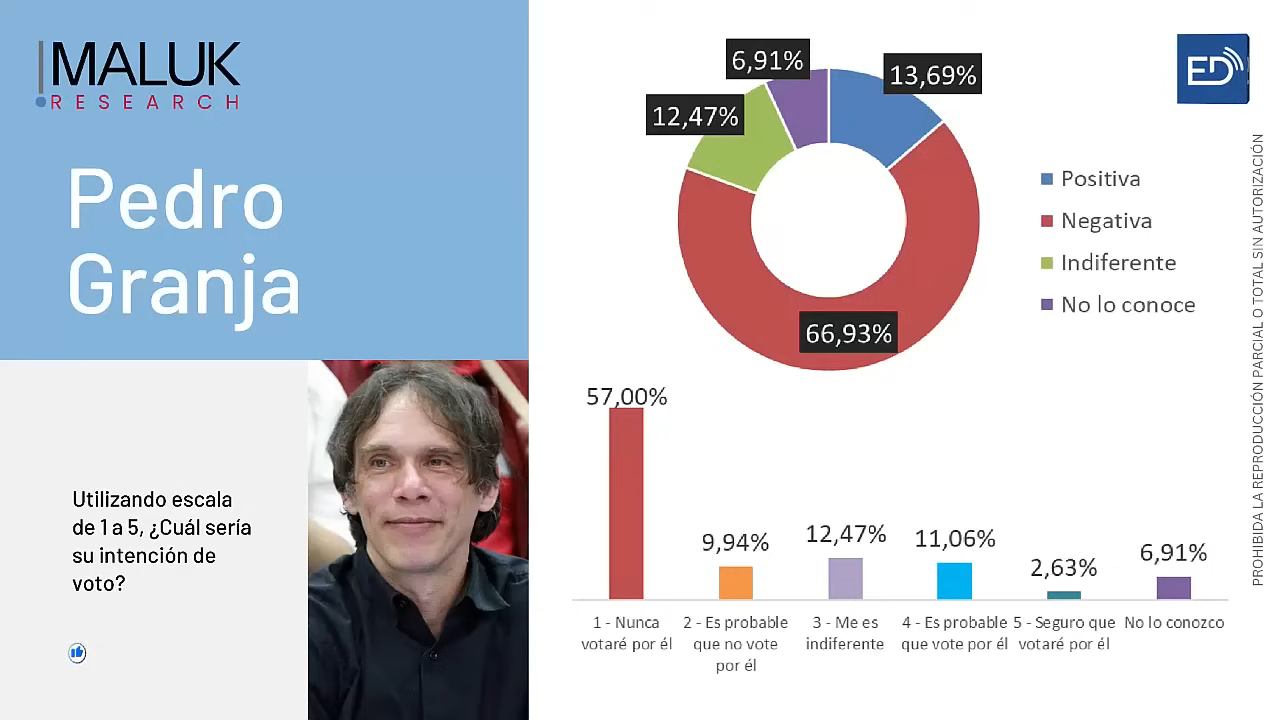 MALUK
RESEARCH
Pedro
Granja
Utilizando escala
de 1 a 5, ¿Cuál sería
su intención de
voto?
6,91%
13,69%
12,47%
66,93%
Positiva
Negativa
Indiferente
No lo conoce
ED
PROHIBIDA LA REPRODUCCIÓN PARCIAL O TOTAL SIN AUTORIZACIÓN
57,00%
9,94%
12,47%
11,06%
2,63%
6,91%
1 - Nunca
votaré por él
2 - Es probable
que no vote
por él
3 - Me es
indiferente
4 - Es probable
que vote por él
5 - Seguro que
votaré por él
No lo conozco